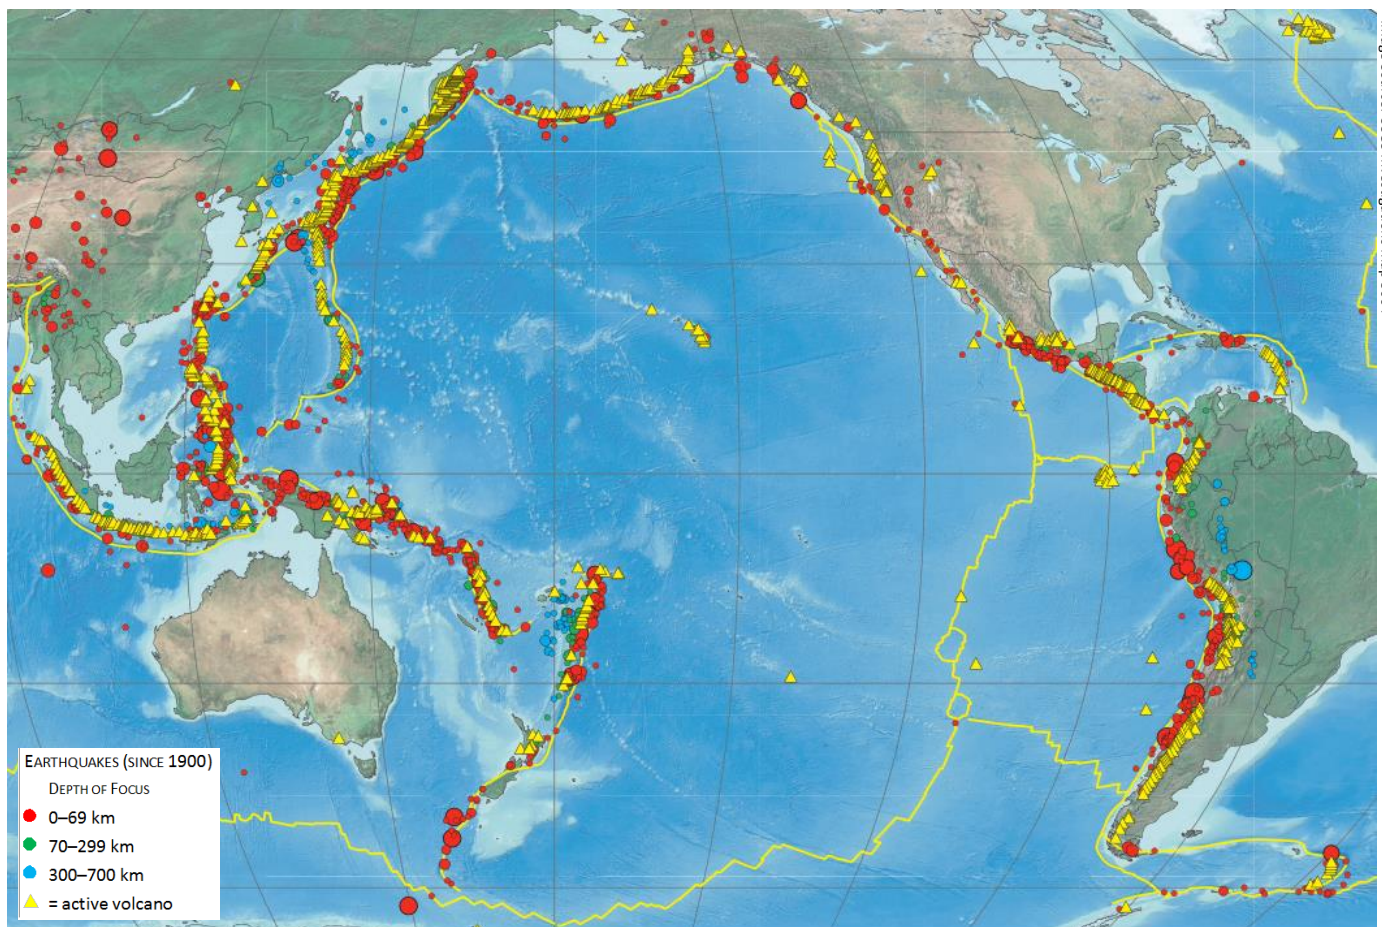 EARTHQUAKES (SINCE 1900)
DEPTH OF FOCUS
0–69 km
70–299 km
300–700 km
= active volcano